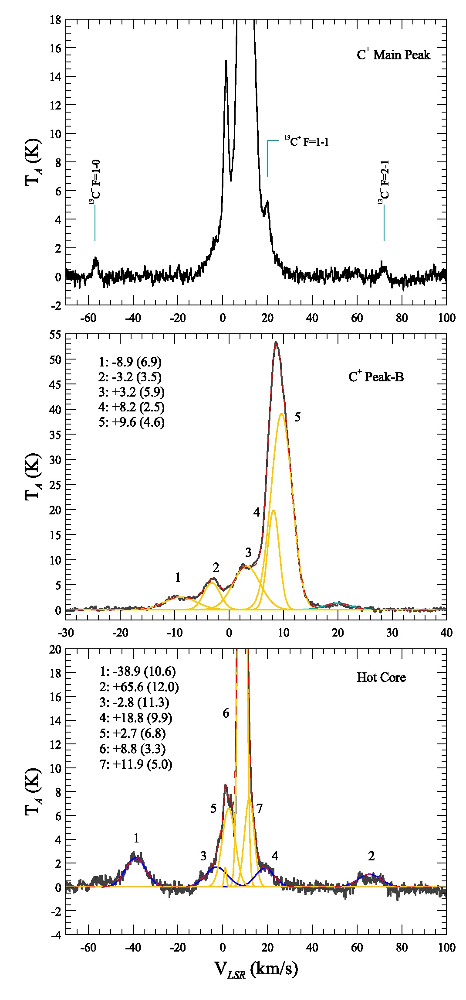 18
16
14
12
10
8
6
4
2
0
-2
T_A (K)
C⁺ Main Peak
¹³C⁺ F=1-0
¹³C⁺ F=1-1
¹³C⁺ F=2-1
-60 -40 -20 0 20 40 60 80 100
55
50
45
40
35
30
25
20
15
10
5
0
T_A (K)
1: -8.9 (6.9)
2: -3.2 (3.5)
3: +3.2 (5.9)
4: +8.2 (2.5)
5: +9.6 (4.6)
C⁺ Peak-B
5
4
3
2
1
-30 -20 -10 0 10 20 30 40
20
18
16
14
12
10
8
6
4
2
0
-2
-4
T_A (K)
1: -38.9 (10.6)
2: +65.6 (12.0)
3: -2.8 (11.3)
4: +18.8 (9.9)
5: +2.7 (6.8)
6: +8.8 (3.3)
7: +11.9 (5.0)
Hot Core
6
5 7
1
3 4 2
-60 -40 -20 0 20 40 60 80 100
V_LSR (km/s)